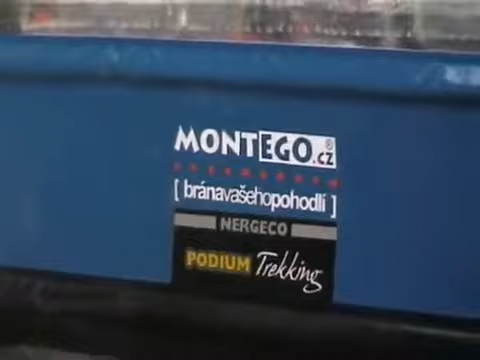 MONTEGO.cz®
[ bránavašehopohodlí ]
NERGECO
PODIUM Trekking